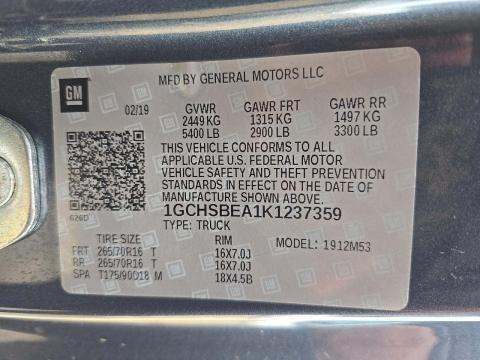 MFD BY GENERAL MOTORS LLC
GM
02/19 GVWR GAWR FRT GAWR RR
2449 KG 1315 KG 1497 KG
5400 LB 2900 LB 3300 LB
THIS VEHICLE CONFORMS TO ALL
APPLICABLE U.S. FEDERAL MOTOR
VEHICLE SAFETY AND THEFT PREVENTION
STANDARDS IN EFFECT ON THE DATE OF
MANUFACTURE SHOWN ABOVE.
626D 1GCHSBEA1K1237359
TYPE: TRUCK
TIRE SIZE RIM MODEL: 1912M53
FRT 265/70R16 T 16X7.0J
RR 265/70R16 T 16X7.0J
SPA T175/90D18 M 18X4.5B